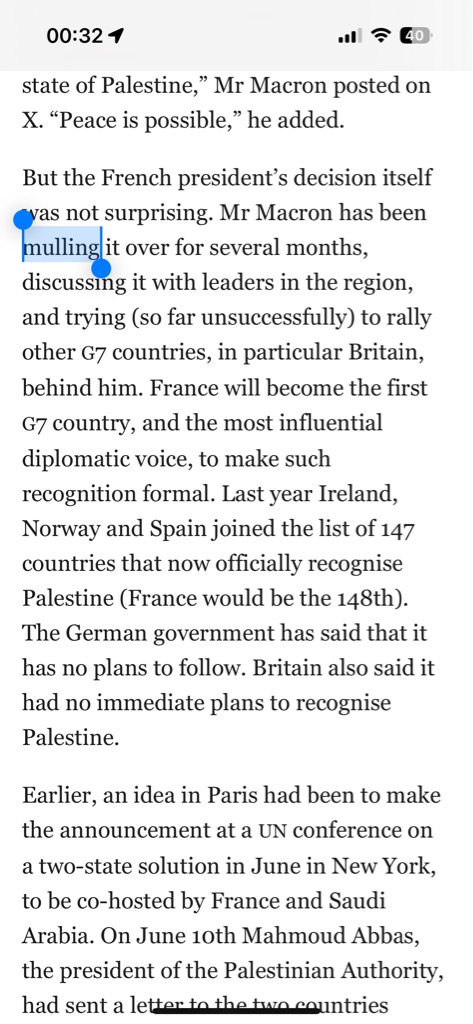 00:32
40
state of Palestine,” Mr Macron posted on
X. “Peace is possible,” he added.
But the French president’s decision itself
was not surprising. Mr Macron has been
mulling it over for several months,
discussing it with leaders in the region,
and trying (so far unsuccessfully) to rally
other G7 countries, in particular Britain,
behind him. France will become the first
G7 country, and the most influential
diplomatic voice, to make such
recognition formal. Last year Ireland,
Norway and Spain joined the list of 147
countries that now officially recognise
Palestine (France would be the 148th).
The German government has said that it
has no plans to follow. Britain also said it
had no immediate plans to recognise
Palestine.
Earlier, an idea in Paris had been to make
the announcement at a UN conference on
a two-state solution in June in New York,
to be co-hosted by France and Saudi
Arabia. On June 10th Mahmoud Abbas,
the president of the Palestinian Authority,
had sent a letter to the two countries